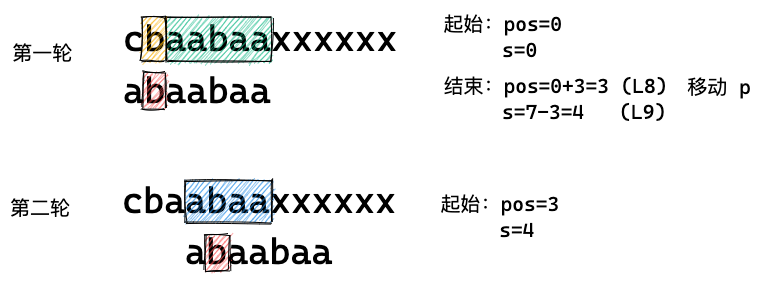 第一轮
cbaabaaxxxxxx
abaabaa
起始: pos=0
s=0
结束: pos=0+3=3 (L8) 移动 p
s=7-3=4 (L9)
第二轮
cbaabaaxxxxxx
abaabaa
起始: pos=3
s=4